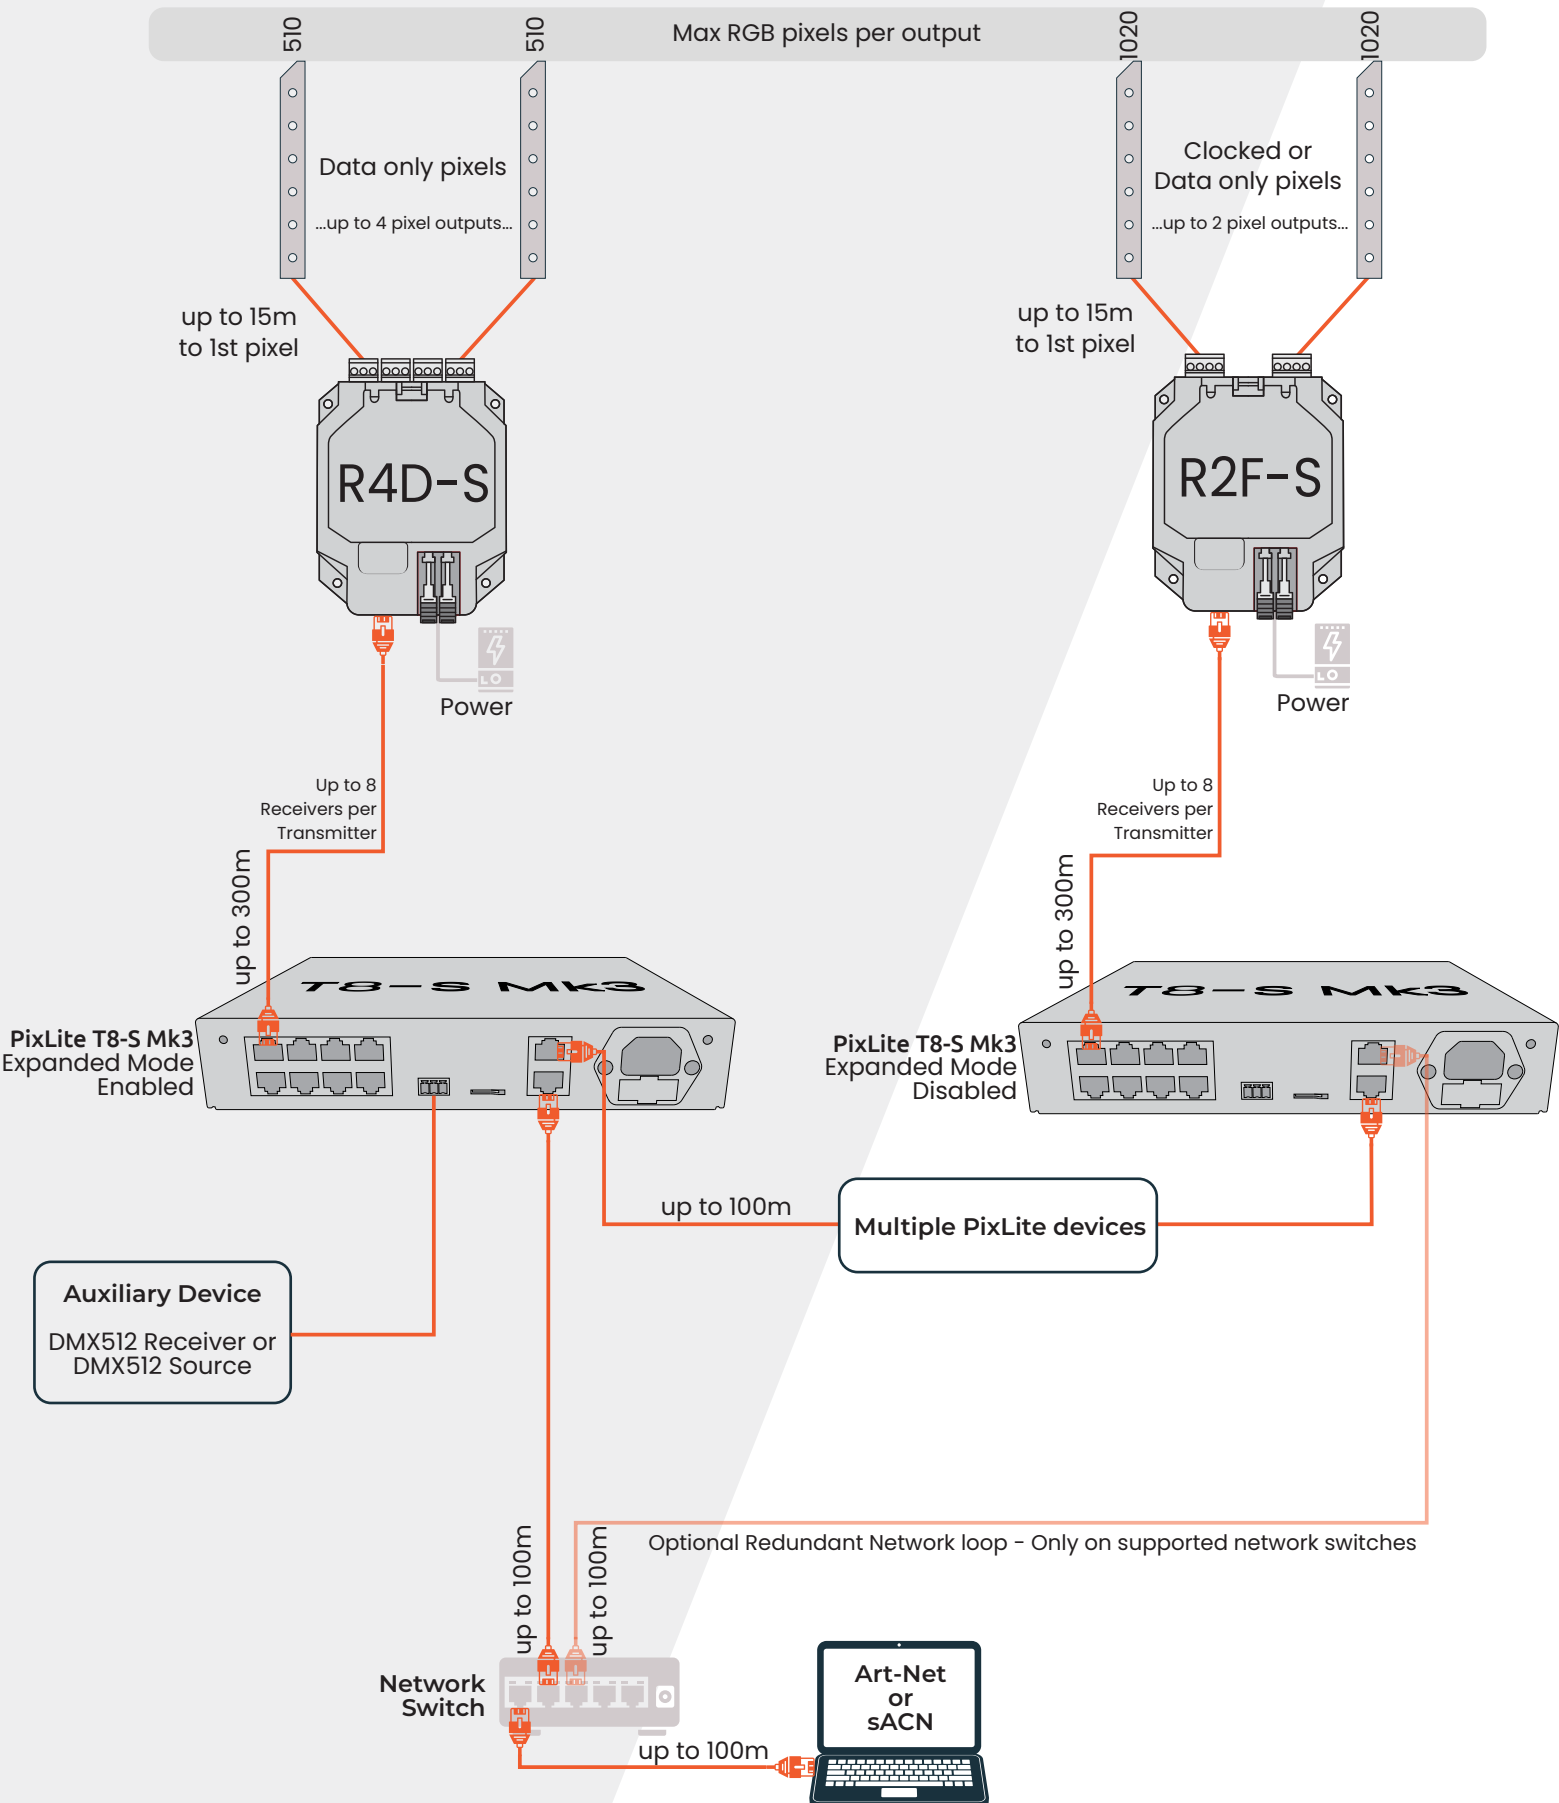 510
510
Max RGB pixels per output
1020
1020
Data only pixels
...up to 4 pixel outputs...
Clocked or
Data only pixels
...up to 2 pixel outputs...
up to 15m
to 1st pixel
up to 15m
to 1st pixel
R4D-S
R2F-S
LO
Power
LO
Power
Up to 8
Receivers per
Transmitter
Up to 8
Receivers per
Transmitter
up to 300m
up to 300m
T8-S Mk3
T8-S Mk3
PixLite T8-S Mk3
Expanded Mode
Enabled
PixLite T8-S Mk3
Expanded Mode
Disabled
up to 100m
Multiple PixLite devices
Auxiliary Device
DMX512 Receiver or
DMX512 Source
up to 100m
up to 100m
Optional Redundant Network loop - Only on supported network switches
Network
Switch
Art-Net
or
sACN
up to 100m